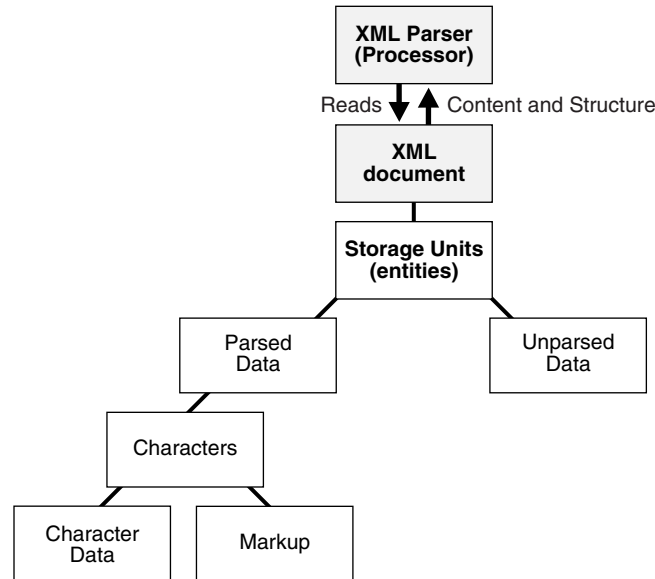 XML Parser
(Processor)
Reads
Content and Structure
XML
document
Storage Units
(entities)
Parsed
Data
Unparsed
Data
Characters
Character
Data
Markup